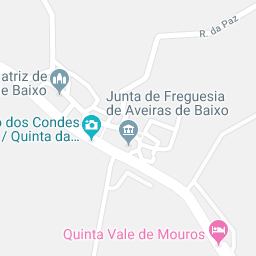 R. da Paz
atriz de
e Baixo
Junta de Freguesia
de Aveiras de Baixo
o dos Condes
/ Quinta da...
Quinta Vale de Mouros